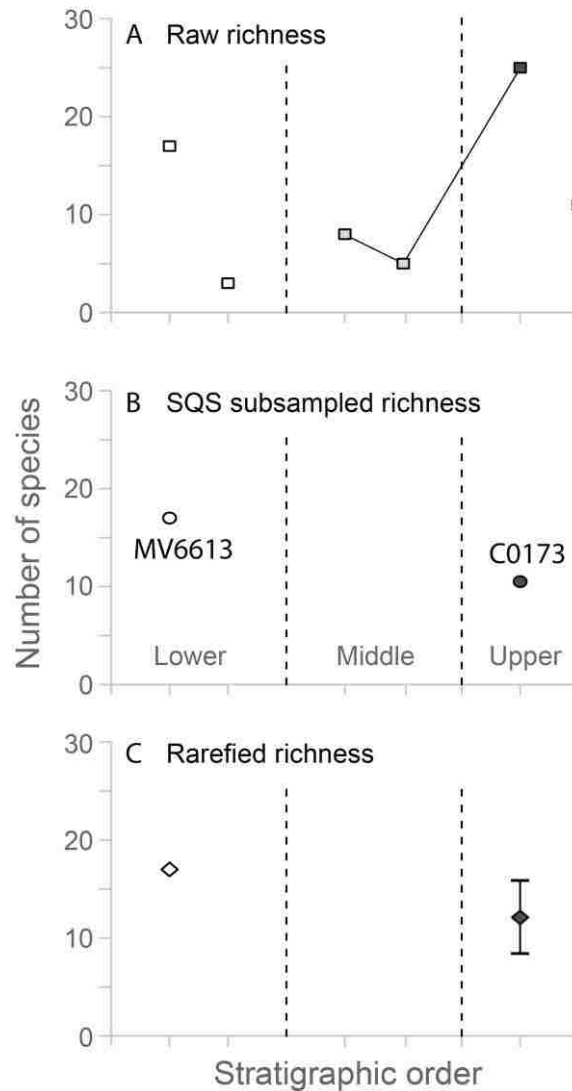 A Raw richness
30
20
10
0
B SQS subsampled richness
30
20
10
0
MV6613
C0173
Lower Middle Upper
C Rarefied richness
30
20
10
0
Number of species
Stratigraphic order